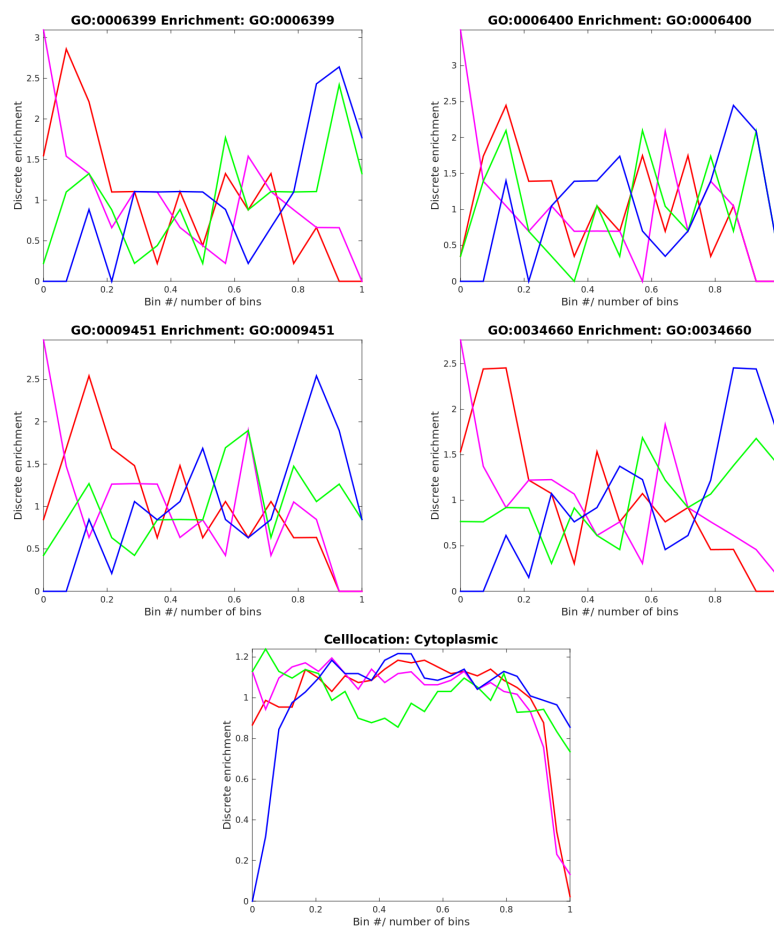 GO:0006399 Enrichment: GO:0006399
3
2.5
2
1.5
1
0.5
0
Discrete enrichment
0 0.2 0.4 0.6 0.8 1
Bin #/ number of bins
GO:0006400 Enrichment: GO:0006400
3
2.5
2
1.5
1
0.5
0
Discrete enrichment
0 0.2 0.4 0.6 0.8
Bin #/ number of bins
GO:0009451 Enrichment: GO:0009451
2.5
2
1.5
1
0.5
0
Discrete enrichment
0 0.2 0.4 0.6 0.8 1
Bin #/ number of bins
GO:0034660 Enrichment: GO:0034660
2.5
2
1.5
1
0.5
0
Discrete enrichment
0 0.2 0.4 0.6 0.8
Bin #/ number of bins
Celllocation: Cytoplasmic
1.2
1
0.8
0.6
0.4
0.2
0
Discrete enrichment
0 0.2 0.4 0.6 0.8 1
Bin #/ number of bins